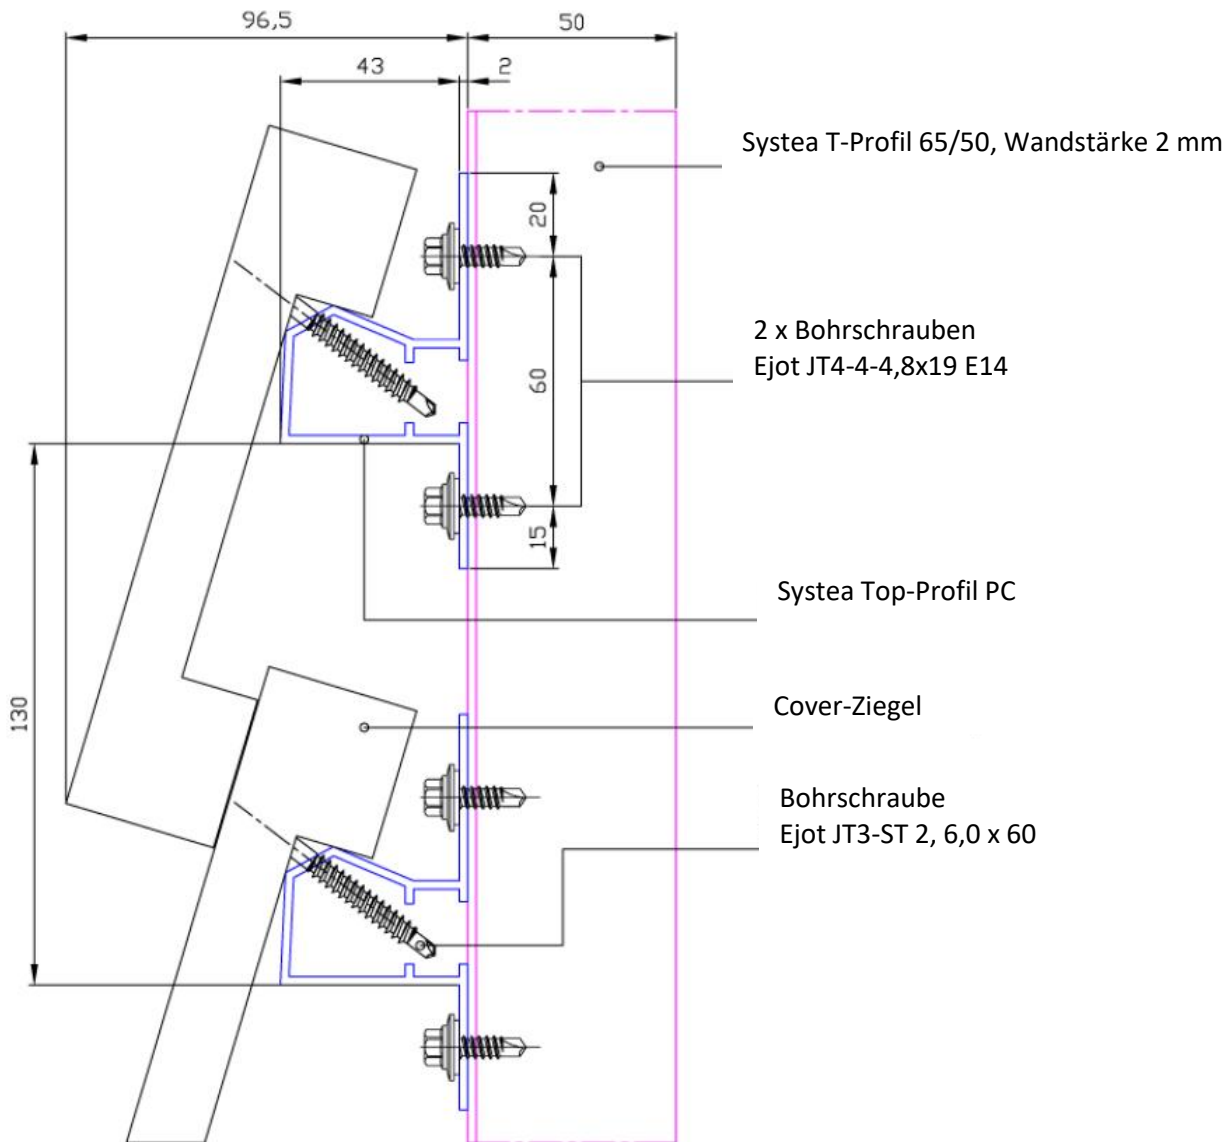 96,5
50
43
2
Systea T-Profil 65/50, Wandstärke 2 mm
20
2 x Bohrschrauben
Ejot JT4-4-4,8x19 E14
60
15
Systea Top-Profil PC
130
Cover-Ziegel
Bohrschraube
Ejot JT3-ST 2, 6,0 x 60